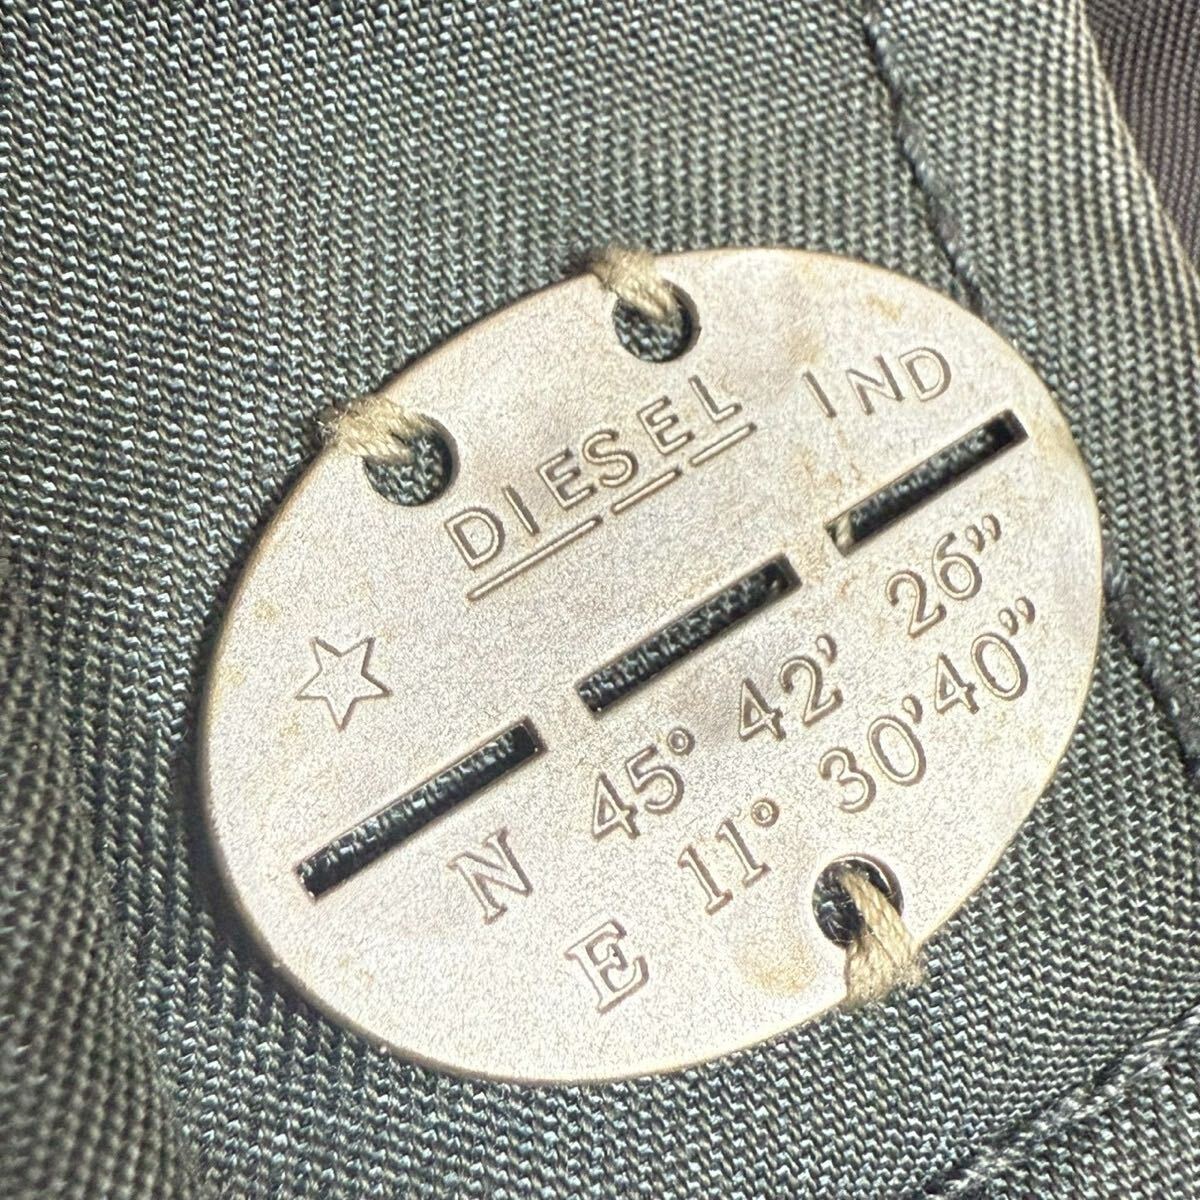 DIESEL IND
N 45° 42’ 26”
E 11° 30’ 40”